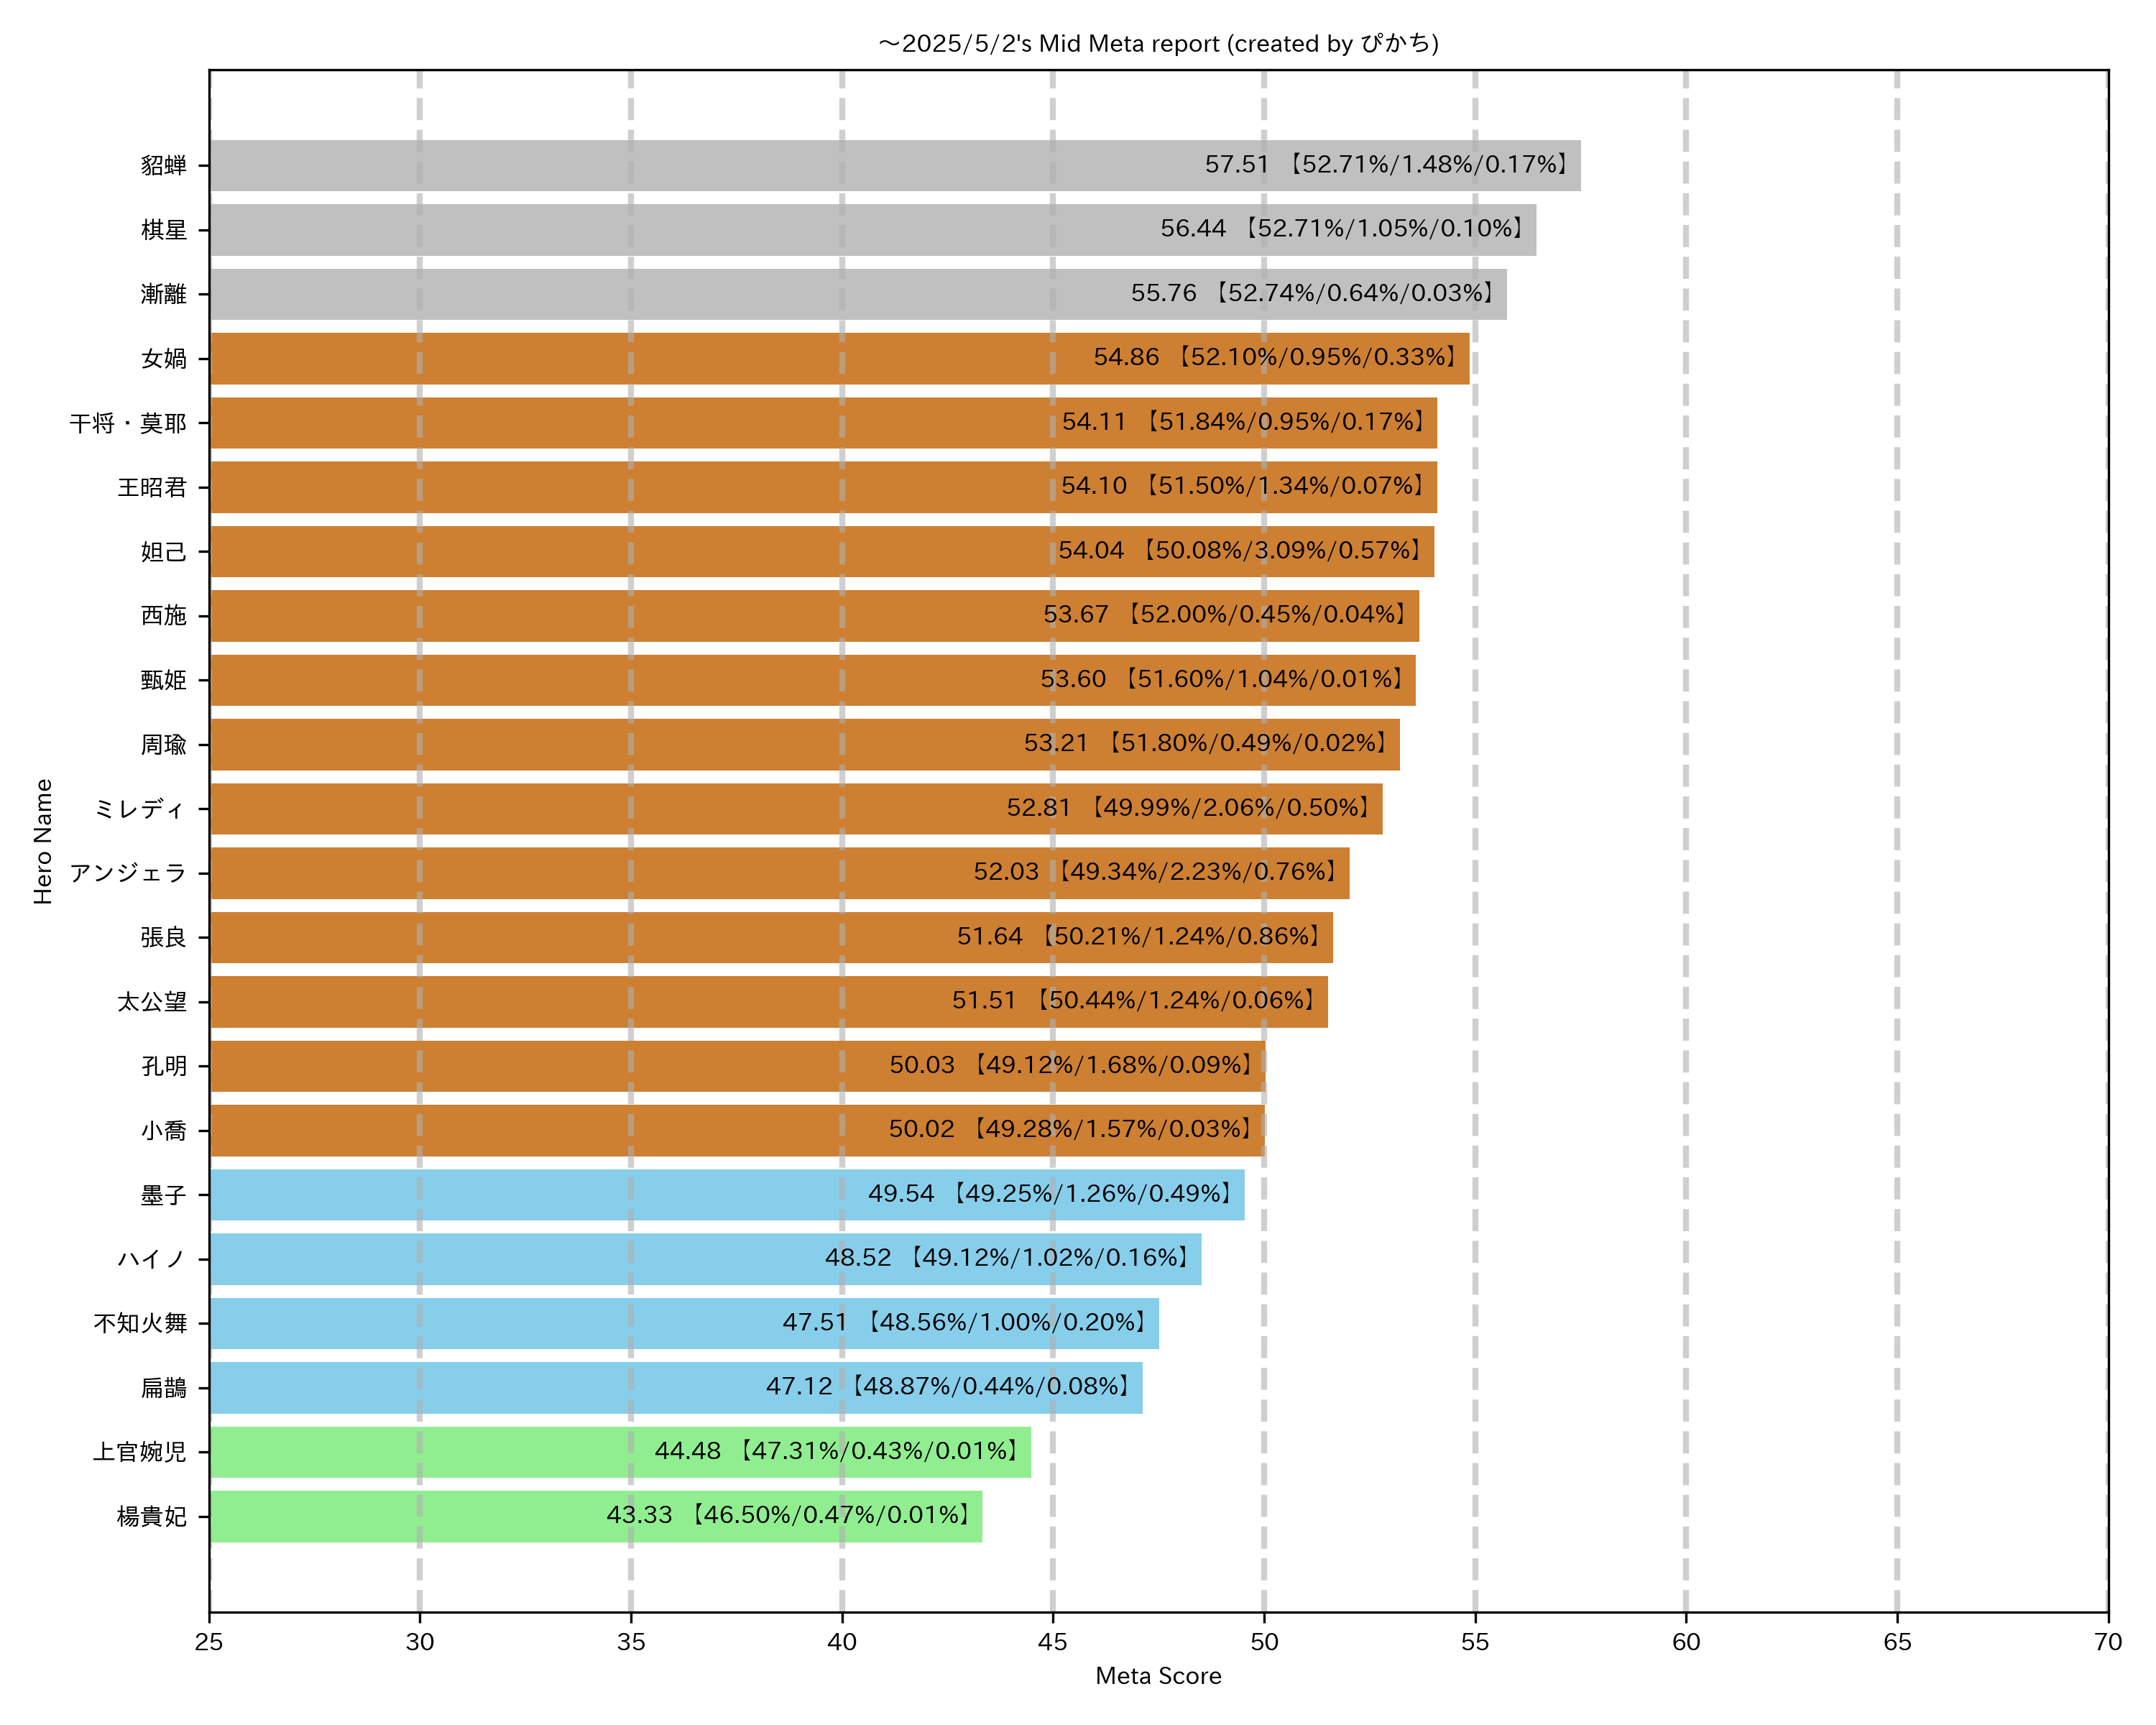 ～2025/5/2's Mid Meta report (created by ぴかち)
貂蝉 57.51 【52.71%/1.48%/0.17%】
棋星 56.44 【52.71%/1.05%/0.10%】
漸離 55.76 【52.74%/0.64%/0.03%】
女媧 54.86 【52.10%/0.95%/0.33%】
干将・莫耶 54.11 【51.84%/0.95%/0.17%】
王昭君 54.10 【51.50%/1.34%/0.07%】
妲己 54.04 【50.08%/3.09%/0.57%】
西施 53.67 【52.00%/0.45%/0.04%】
甄姫 53.60 【51.60%/1.04%/0.01%】
周瑜 53.21 【51.80%/0.49%/0.02%】
ミレディ 52.81 【49.99%/2.06%/0.50%】
アンジェラ 52.03 【49.34%/2.23%/0.76%】
張良 51.64 【50.21%/1.24%/0.86%】
太公望 51.51 【50.44%/1.24%/0.06%】
孔明 50.03 【49.12%/1.68%/0.09%】
小喬 50.02 【49.28%/1.57%/0.03%】
墨子 49.54 【49.25%/1.26%/0.49%】
ハイノ 48.52 【49.12%/1.02%/0.16%】
不知火舞 47.51 【48.56%/1.00%/0.20%】
扁鵲 47.12 【48.87%/0.44%/0.08%】
上官婉児 44.48 【47.31%/0.43%/0.01%】
楊貴妃 43.33 【46.50%/0.47%/0.01%】
Hero Name
25 30 35 40 45 50 55 60 65 70
Meta Score